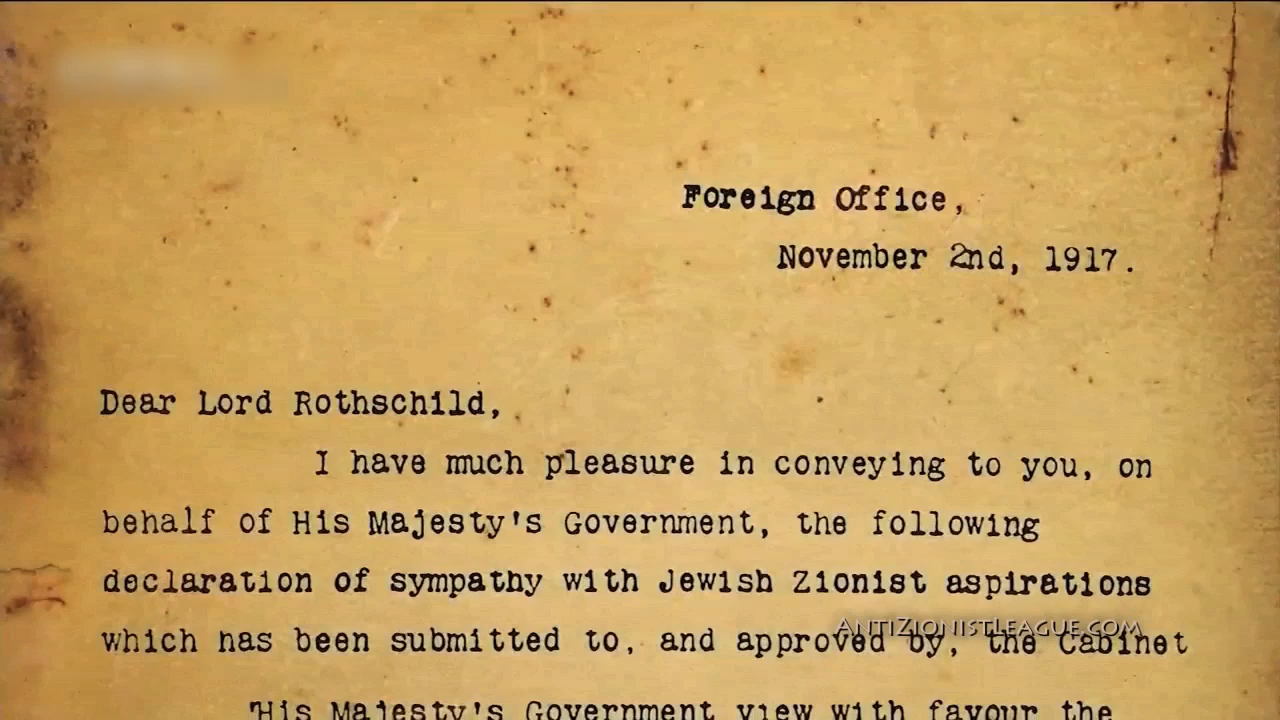 Foreign Office,
November 2nd, 1917.
Dear Lord Rothschild,
I have much pleasure in conveying to you, on
behalf of His Majesty's Government, the following
declaration of sympathy with Jewish Zionist aspirations
which has been submitted to, and approved by, the Cabinet
ANTIZIONISTLEAGUE.COM
"His Majesty's Government view with favour the